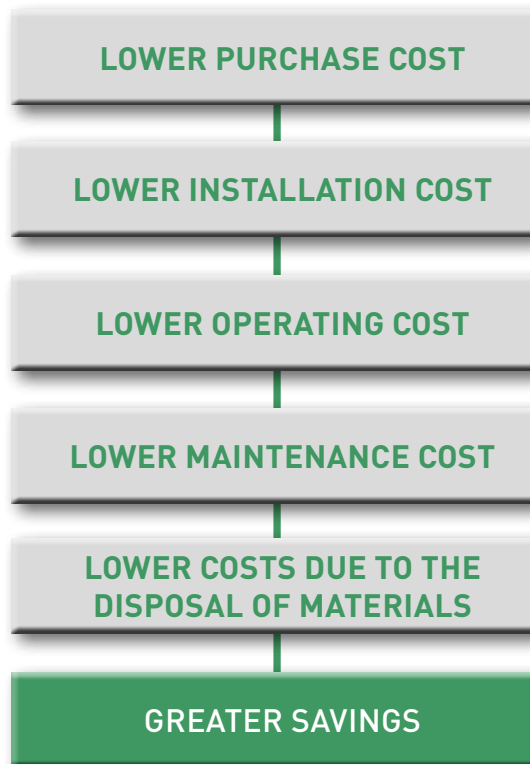 LOWER PURCHASE COST
LOWER INSTALLATION COST
LOWER OPERATING COST
LOWER MAINTENANCE COST
LOWER COSTS DUE TO THE
DISPOSAL OF MATERIALS
GREATER SAVINGS